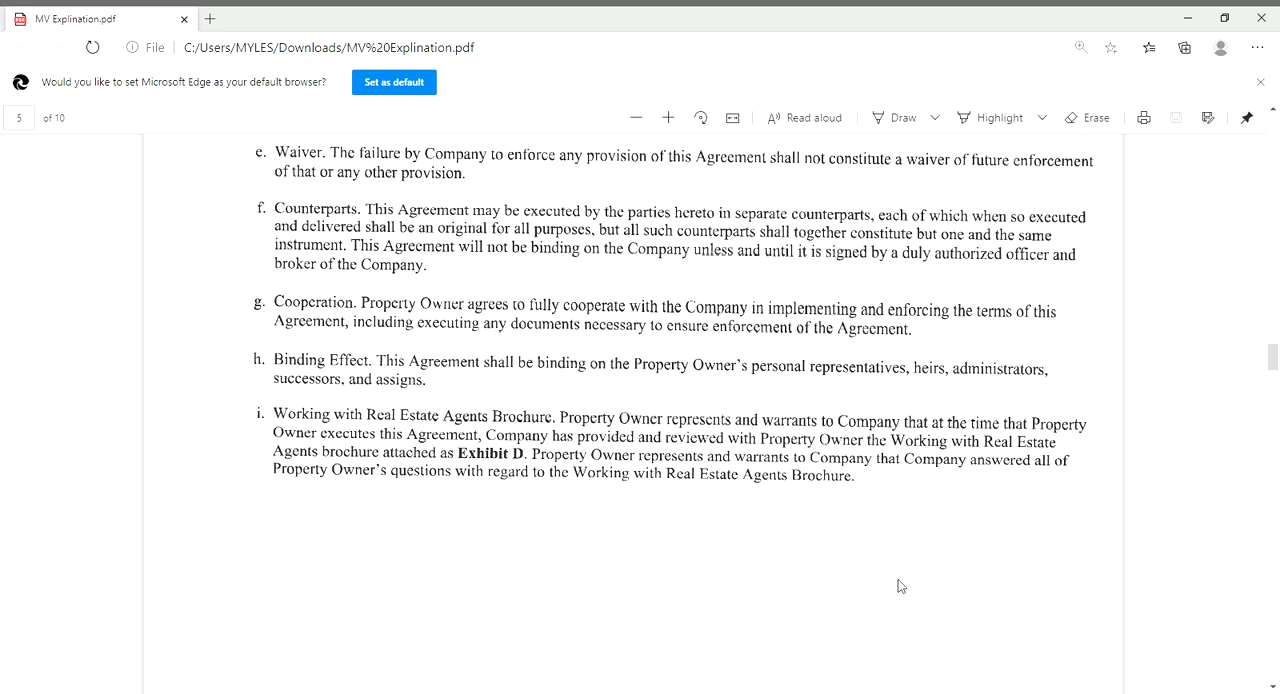 MV Explination.pdf
File C:/Users/MYLES/Downloads/MV%20Explination.pdf
Would you like to set Microsoft Edge as your default browser? Set as default
5 of 10 Read aloud Draw Highlight Erase
e. Waiver. The failure by Company to enforce any provision of this Agreement shall not constitute a waiver of future enforcement
of that or any other provision.
f. Counterparts. This Agreement may be executed by the parties hereto in separate counterparts, each of which when so executed
and delivered shall be an original for all purposes, but all such counterparts shall together constitute but one and the same
instrument. This Agreement will not be binding on the Company unless and until it is signed by a duly authorized officer and
broker of the Company.
g. Cooperation. Property Owner agrees to fully cooperate with the Company in implementing and enforcing the terms of this
Agreement, including executing any documents necessary to ensure enforcement of the Agreement.
h. Binding Effect. This Agreement shall be binding on the Property Owner's personal representatives, heirs, administrators,
successors, and assigns.
i. Working with Real Estate Agents Brochure. Property Owner represents and warrants to Company that at the time that Property
Owner executes this Agreement, Company has provided and reviewed with Property Owner the Working with Real Estate
Agents brochure attached as Exhibit D. Property Owner represents and warrants to Company that Company answered all of
Property Owner's questions with regard to the Working with Real Estate Agents Brochure.